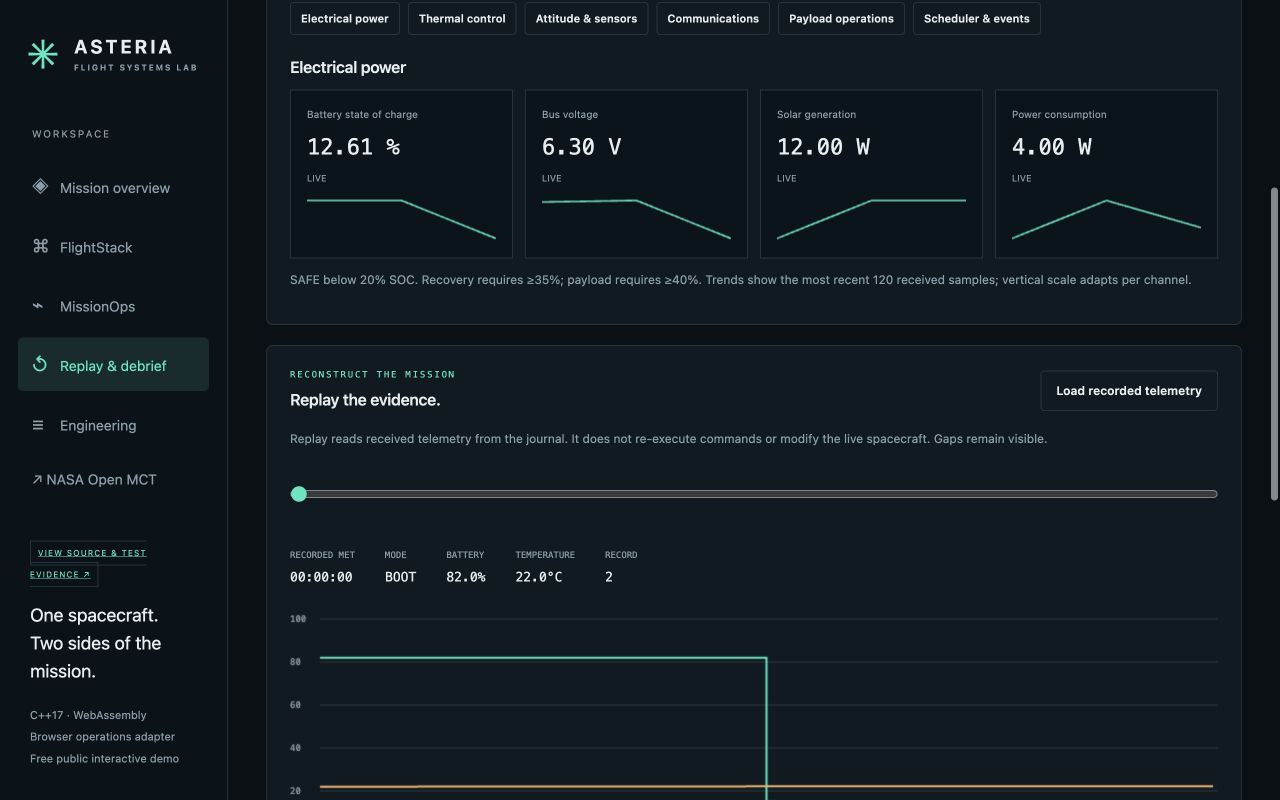 ASTERIA
FLIGHT SYSTEMS LAB
WORKSPACE
Mission overview
FlightStack
MissionOps
Replay & debrief
Engineering
↗ NASA Open MCT
VIEW SOURCE & TEST
EVIDENCE ↗
One spacecraft.
Two sides of the
mission.
C++17 · WebAssembly
Browser operations adapter
Free public interactive demo
Electrical power
Thermal control
Attitude & sensors
Communications
Payload operations
Scheduler & events
Electrical power
Battery state of charge
12.61 %
LIVE
Bus voltage
6.30 V
LIVE
Solar generation
12.00 W
LIVE
Power consumption
4.00 W
LIVE
SAFE below 20% SOC. Recovery requires ≥35%; payload requires ≥40%. Trends show the most recent 120 received samples; vertical scale adapts per channel.
RECONSTRUCT THE MISSION
Replay the evidence.
Load recorded telemetry
Replay reads received telemetry from the journal. It does not re-execute commands or modify the live spacecraft. Gaps remain visible.
RECORDED MET
00:00:00
MODE
BOOT
BATTERY
82.0%
TEMPERATURE
22.0°C
RECORD
2
100
80
60
40
20